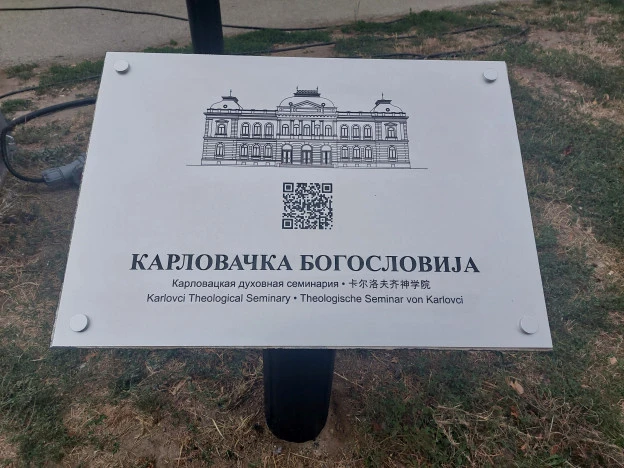 КАРЛОВАЧКА БОГОСЛОВИЈА
Карловацкая духовная семинария • 卡尔洛夫齐神学院
Karlovci Theological Seminary • Theologische Seminar von Karlovci